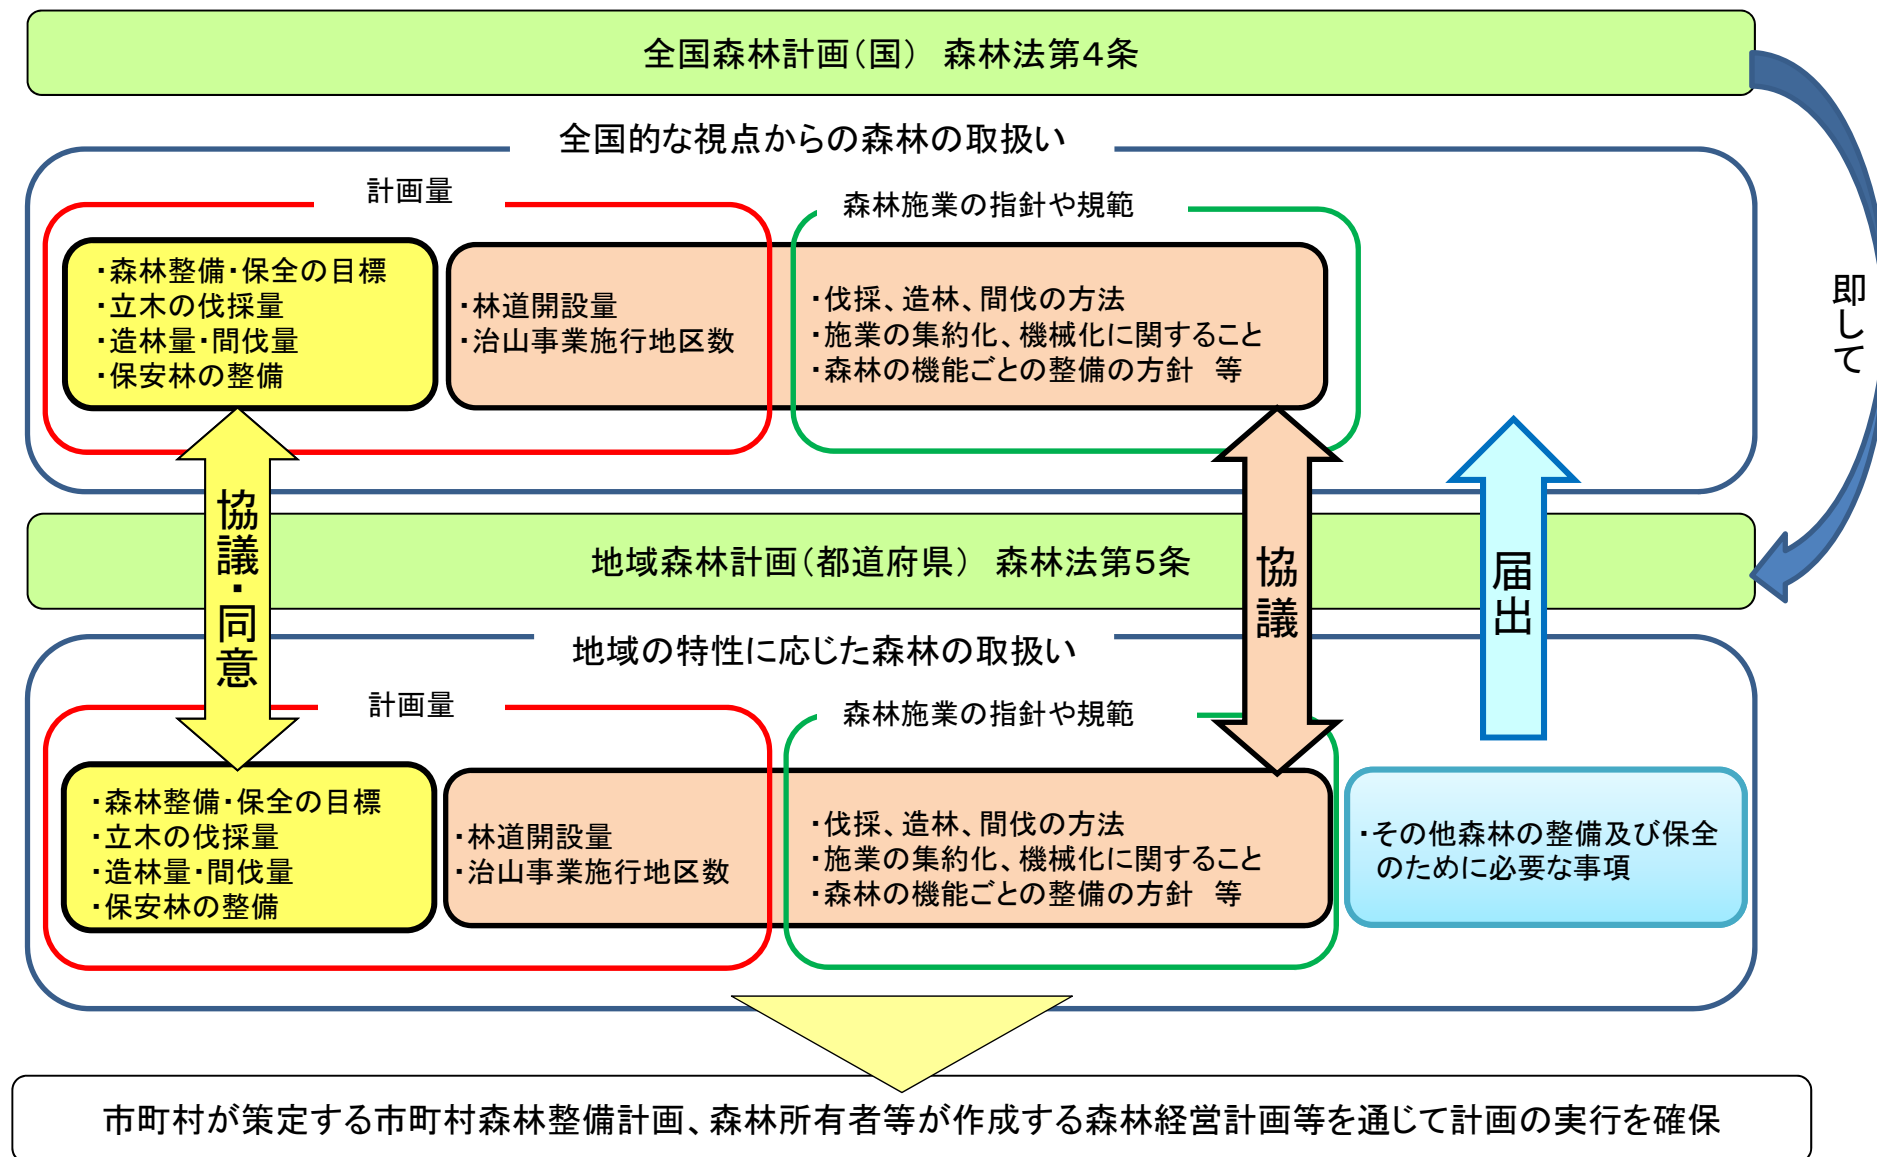 全国森林計画（国）　森林法第４条
全国的な視点からの森林の取扱い
計画量
森林施業の指針や規範
・森林整備・保全の目標
・立木の伐採量
・造林量・間伐量
・保安林の整備
・林道開設量
・治山事業施行地区数
・伐採、造林、間伐の方法
・施業の集約化、機械化に関すること
・森林の機能ごとの整備の方針　等
即して
協議・同意
協議
届出
地域森林計画（都道府県）　森林法第５条
地域の特性に応じた森林の取扱い
計画量
森林施業の指針や規範
・森林整備・保全の目標
・立木の伐採量
・造林量・間伐量
・保安林の整備
・林道開設量
・治山事業施行地区数
・伐採、造林、間伐の方法
・施業の集約化、機械化に関すること
・森林の機能ごとの整備の方針　等
・その他森林の整備及び保全
のために必要な事項
市町村が策定する市町村森林整備計画、森林所有者等が作成する森林経営計画等を通じて計画の実行を確保